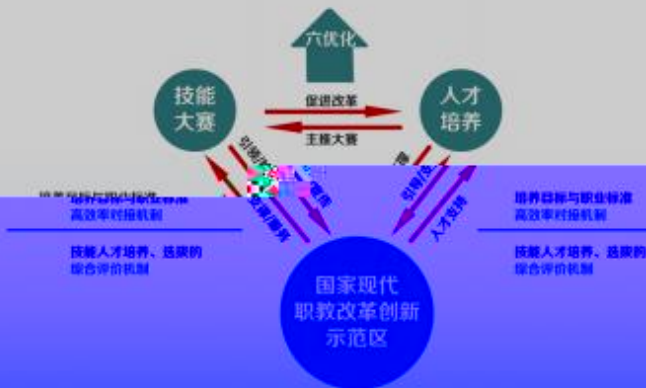 六优化
技能
大赛
促进改革
主推大赛
人才
培养
人才支持
培养目标与职业标准
高效率对接机制
技能人才培养、选拔的
综合评价机制
培养目标与职业标准
高效率对接机制
技能人才培养、选拔的
综合评价机制
国家现代
职教改革创新
示范区